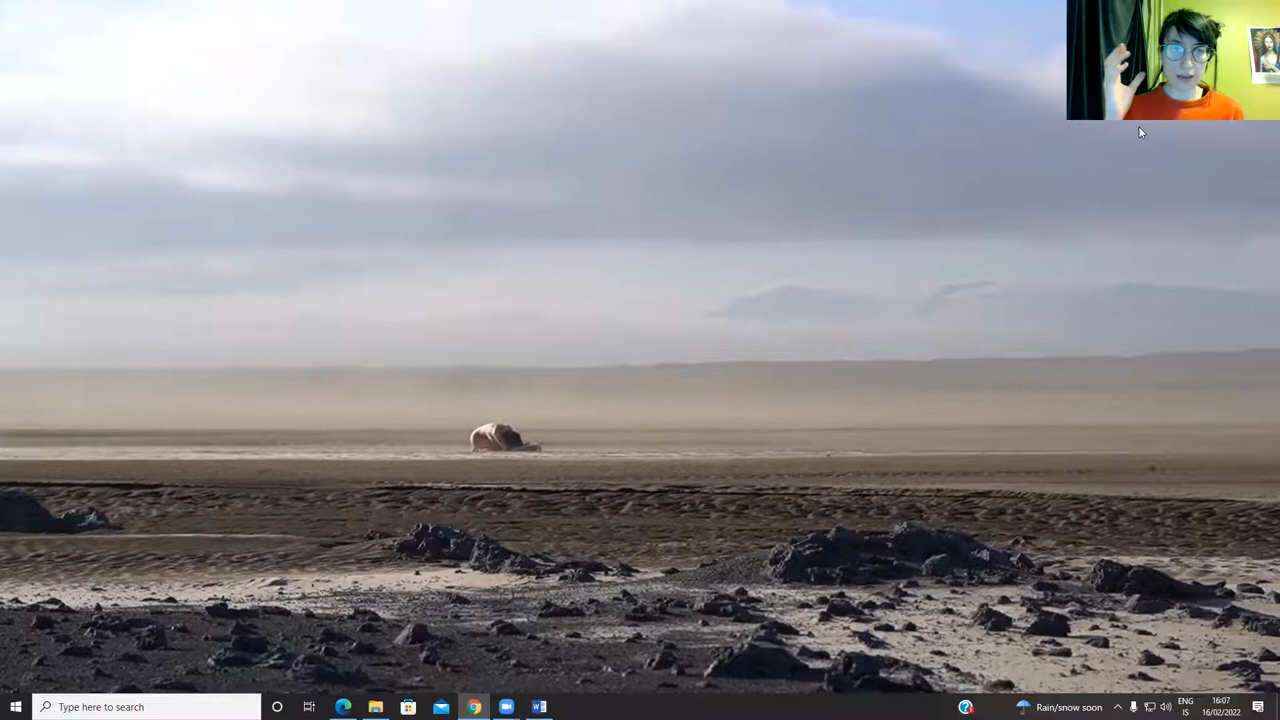 Type here to search
Rain/snow soon
ENG
IS
16:07
16/02/2022